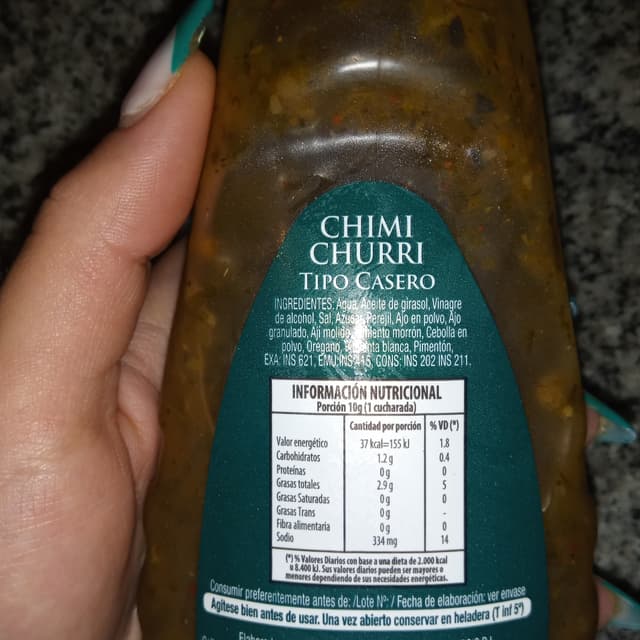 CHIMI
CHURRI
TIPO CASERO
INGREDIENTES: Agua, Aceite de girasol, Vinagre
de alcohol, Sal, Azúcar, Perejil, Ajo en polvo, Ajo
granulado, Ají molido, Pimiento morrón, Cebolla en
polvo, Orégano, Pimienta blanca, Pimentón,
EXA: INS 621, EMU:INS 415, CONS: INS 202 INS 211.
INFORMACIÓN NUTRICIONAL
Porción 10g (1 cucharada)
Cantidad por porción % VD (*)
Valor energético 37 kcal=155 kJ 1.8
Carbohidratos 1.2 g 0.4
Proteínas 0 g 0
Grasas totales 2.9 g 5
Grasas Saturadas 0 g 0
Grasas Trans 0 g -
Fibra alimentaria 0 g 0
Sodio 334 mg 14
(*) % Valores Diarios con base a una dieta de 2.000 kcal
u 8.400 kJ. Sus valores diarios pueden ser mayores o
menores dependiendo de sus necesidades energéticas.
Consumir preferentemente antes de: /Lote Nº: / Fecha de elaboración: ver envase
Agítese bien antes de usar. Una vez abierto conservar en heladera (T inf 5º)